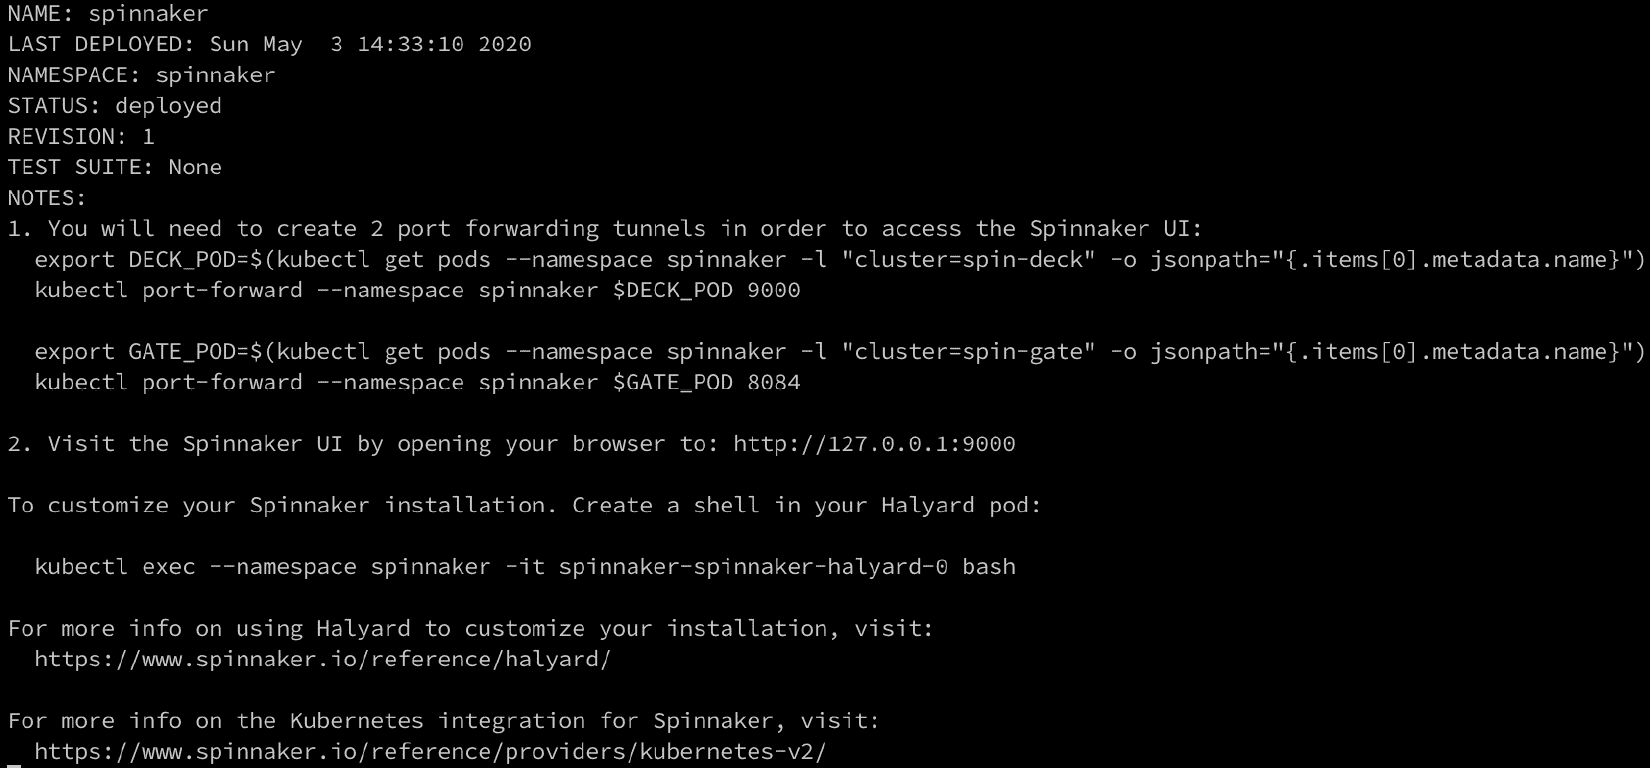 NAME: spinnaker
LAST DEPLOYED: Sun May  3 14:33:10 2020
NAMESPACE: spinnaker
STATUS: deployed
REVISION: 1
TEST SUITE: None
NOTES:
1. You will need to create 2 port forwarding tunnels in order to access the Spinnaker UI:
  export DECK_POD=$(kubectl get pods --namespace spinnaker -l "cluster=spin-deck" -o jsonpath="{.items[0].metadata.name}")
  kubectl port-forward --namespace spinnaker $DECK_POD 9000

  export GATE_POD=$(kubectl get pods --namespace spinnaker -l "cluster=spin-gate" -o jsonpath="{.items[0].metadata.name}")
  kubectl port-forward --namespace spinnaker $GATE_POD 8084

2. Visit the Spinnaker UI by opening your browser to: http://127.0.0.1:9000

To customize your Spinnaker installation. Create a shell in your Halyard pod:

  kubectl exec --namespace spinnaker -it spinnaker-spinnaker-halyard-0 bash

For more info on using Halyard to customize your installation, visit:
  https://www.spinnaker.io/reference/halyard/

For more info on the Kubernetes integration for Spinnaker, visit:
  https://www.spinnaker.io/reference/providers/kubernetes-v2/